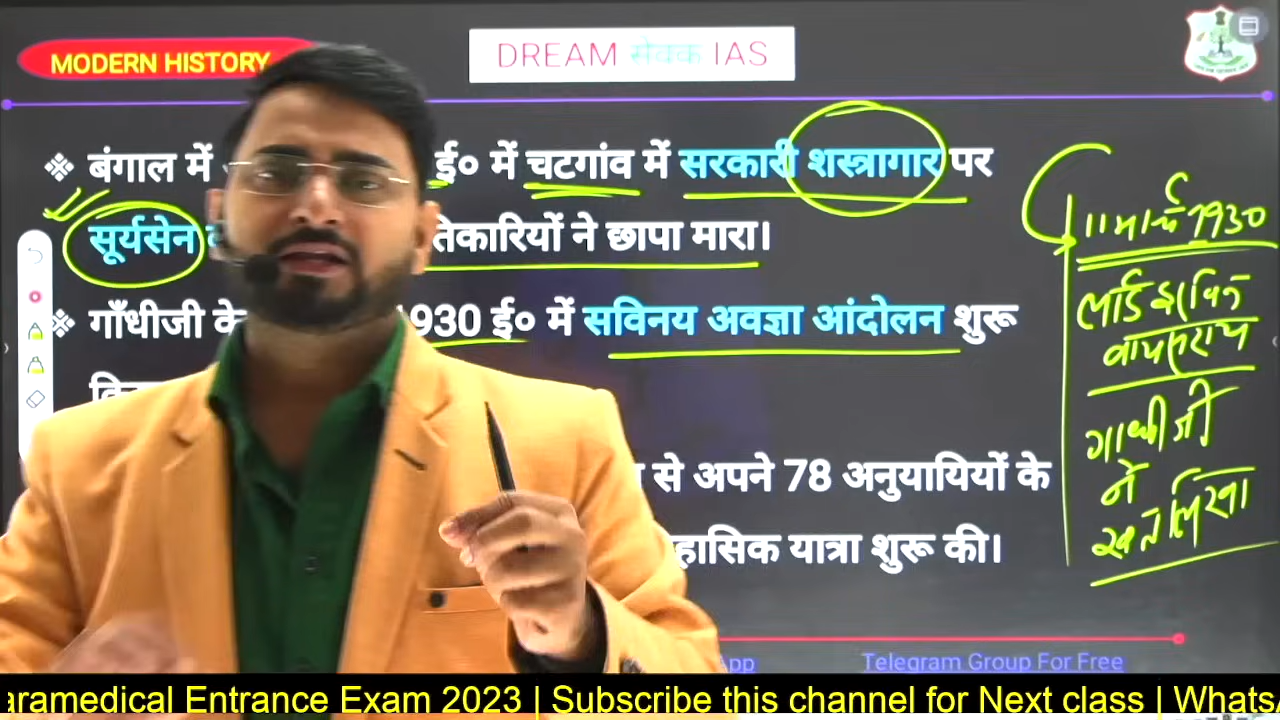 MODERN HISTORY
DREAM सेवक IAS
❖ बंगाल में ई० में चटगांव में सरकारी शस्त्रागार पर
सूर्यसेन तिकारियों ने छापा मारा।
❖ गाँधीजी के 1930 ई० में सविनय अवज्ञा आंदोलन शुरू
से अपने 78 अनुयायियों के
हासिक यात्रा शुरू की।
11 मार्च 1930
लार्ड इरविन
वायसराय
गाधी जी
ने
खत लिखा
App
Telegram Group For Free
aramedical Entrance Exam 2023 | Subscribe this channel for Next class | Whats